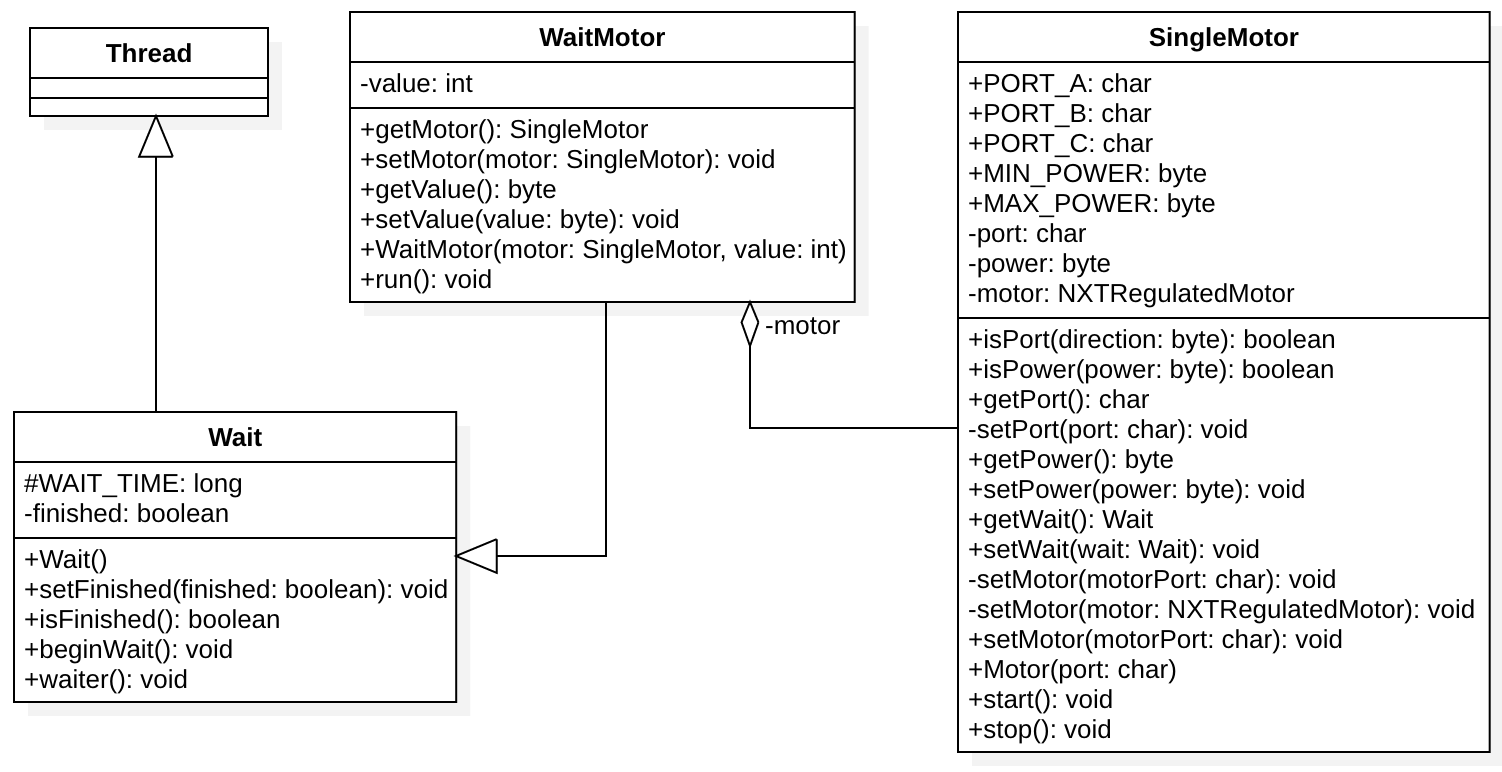 Thread
WaitMotor
-value: int
+getMotor(): SingleMotor
+setMotor(motor: SingleMotor): void
+getValue(): byte
+setValue(value: byte): void
+WaitMotor(motor: SingleMotor, value: int)
+run(): void
-motor
SingleMotor
+PORT_A: char
+PORT_B: char
+PORT_C: char
+MIN_POWER: byte
+MAX_POWER: byte
-port: char
-power: byte
-motor: NXTRegulatedMotor
+isPort(direction: byte): boolean
+isPower(power: byte): boolean
+getPort(): char
-setPort(port: char): void
+getPower(): byte
+setPower(power: byte): void
+getWait(): Wait
+setWait(wait: Wait): void
-setMotor(motorPort: char): void
-setMotor(motor: NXTRegulatedMotor): void
+setMotor(motorPort: char): void
+Motor(port: char)
+start(): void
+stop(): void
Wait
#WAIT_TIME: long
-finished: boolean
+Wait()
+setFinished(finished: boolean): void
+isFinished(): boolean
+beginWait(): void
+waiter(): void